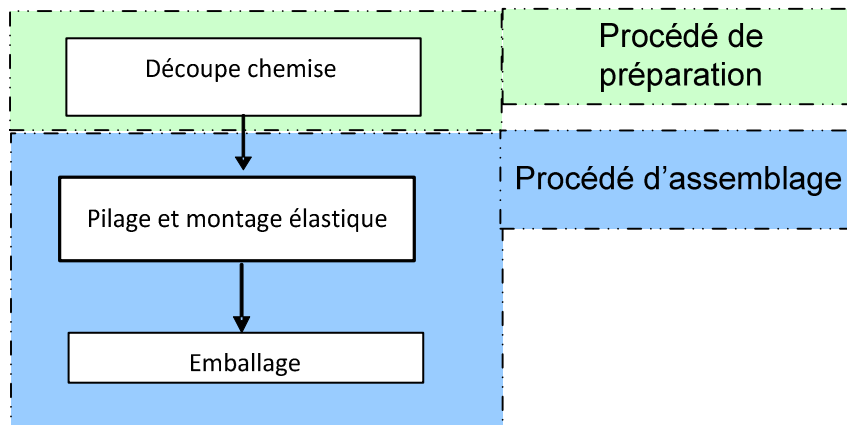 Découpe chemise
Procédé de
préparation
Pilage et montage élastique
Procédé d’assemblage
Emballage